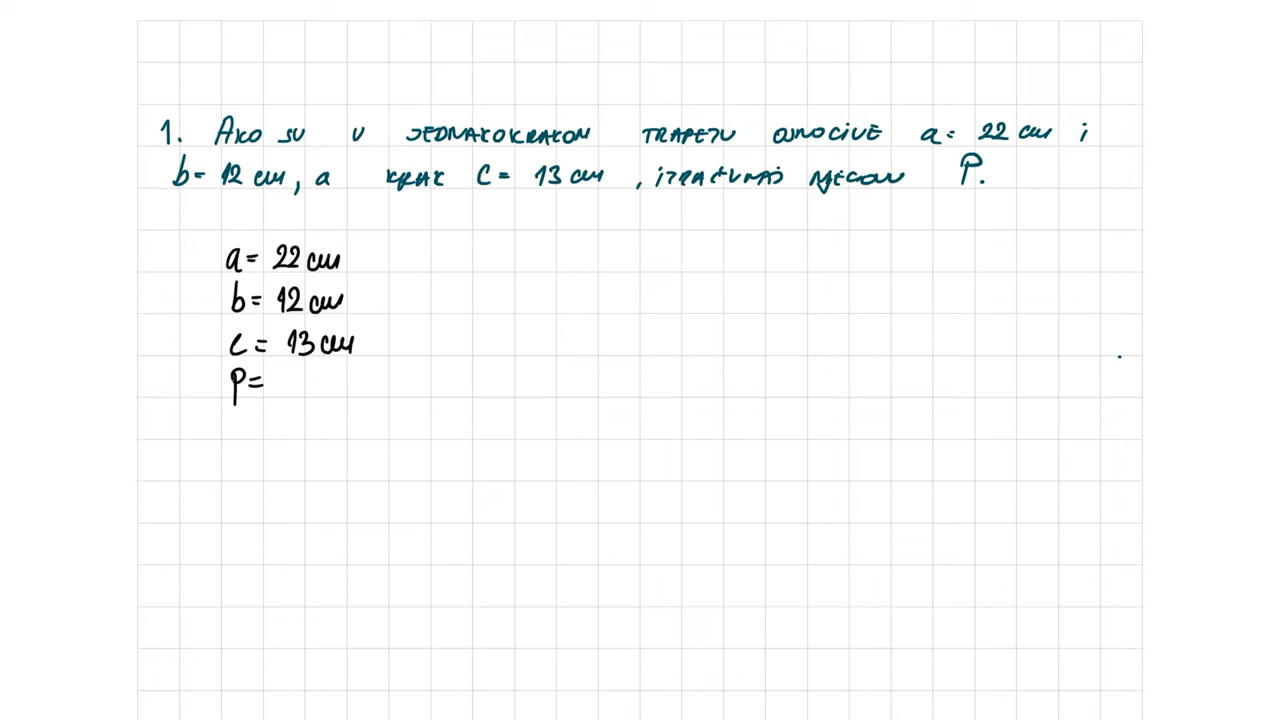 1. AKO SU U JEDNAKOKRAKOM TRAPEZU OSNOVICE a = 22 cm i
b = 12 cm, a KRAK c = 13 cm, IZRAČUNAJ NJEGOVU P.
a = 22 cm
b = 12 cm
c = 13 cm
P =